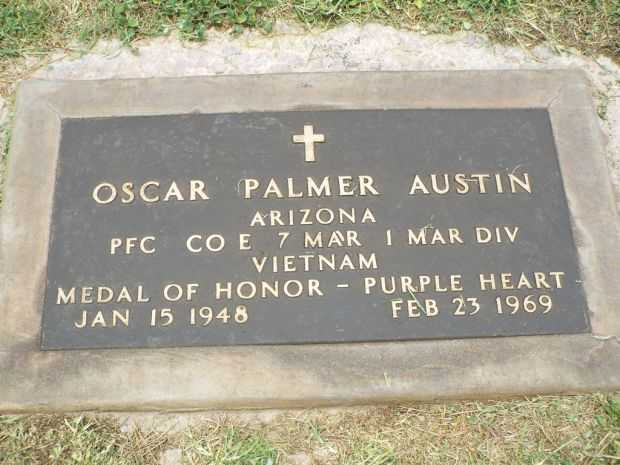 OSCAR PALMER AUSTIN
ARIZONA
PFC CO E 7 MAR 1 MAR DIV
VIETNAM
MEDAL OF HONOR - PURPLE HEART
JAN 15 1948 FEB 23 1969